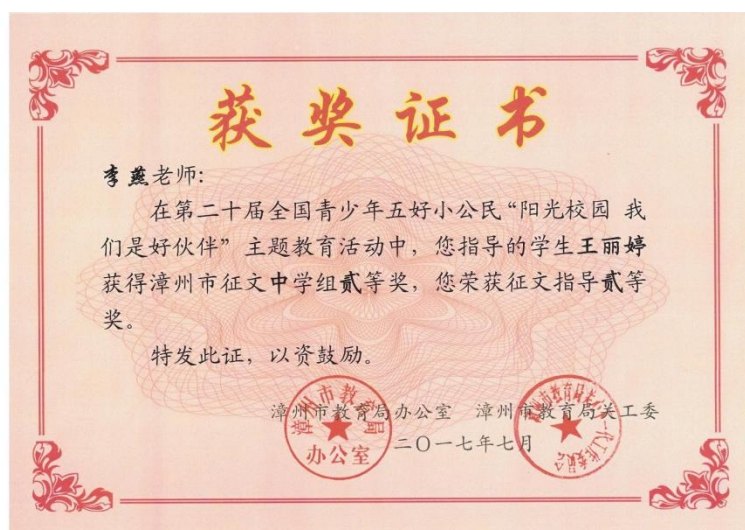 获奖证书
李燕老师:
在第二十届全国青少年五好小公民“阳光校园 我
们是好伙伴”主题教育活动中，您指导的学生王丽婷
获得漳州市征文中学组贰等奖，您荣获征文指导贰等
奖。
特发此证，以资鼓励。
漳州市教育局办公室 漳州市教育局关工委
二〇一七年七月
漳州市教育局
办公室